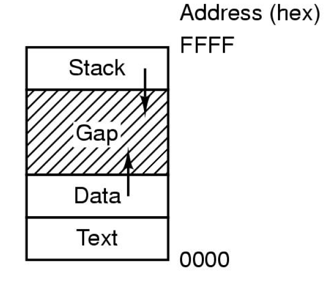 Address (hex)
FFFF
Stack
Gap
Data
Text
0000